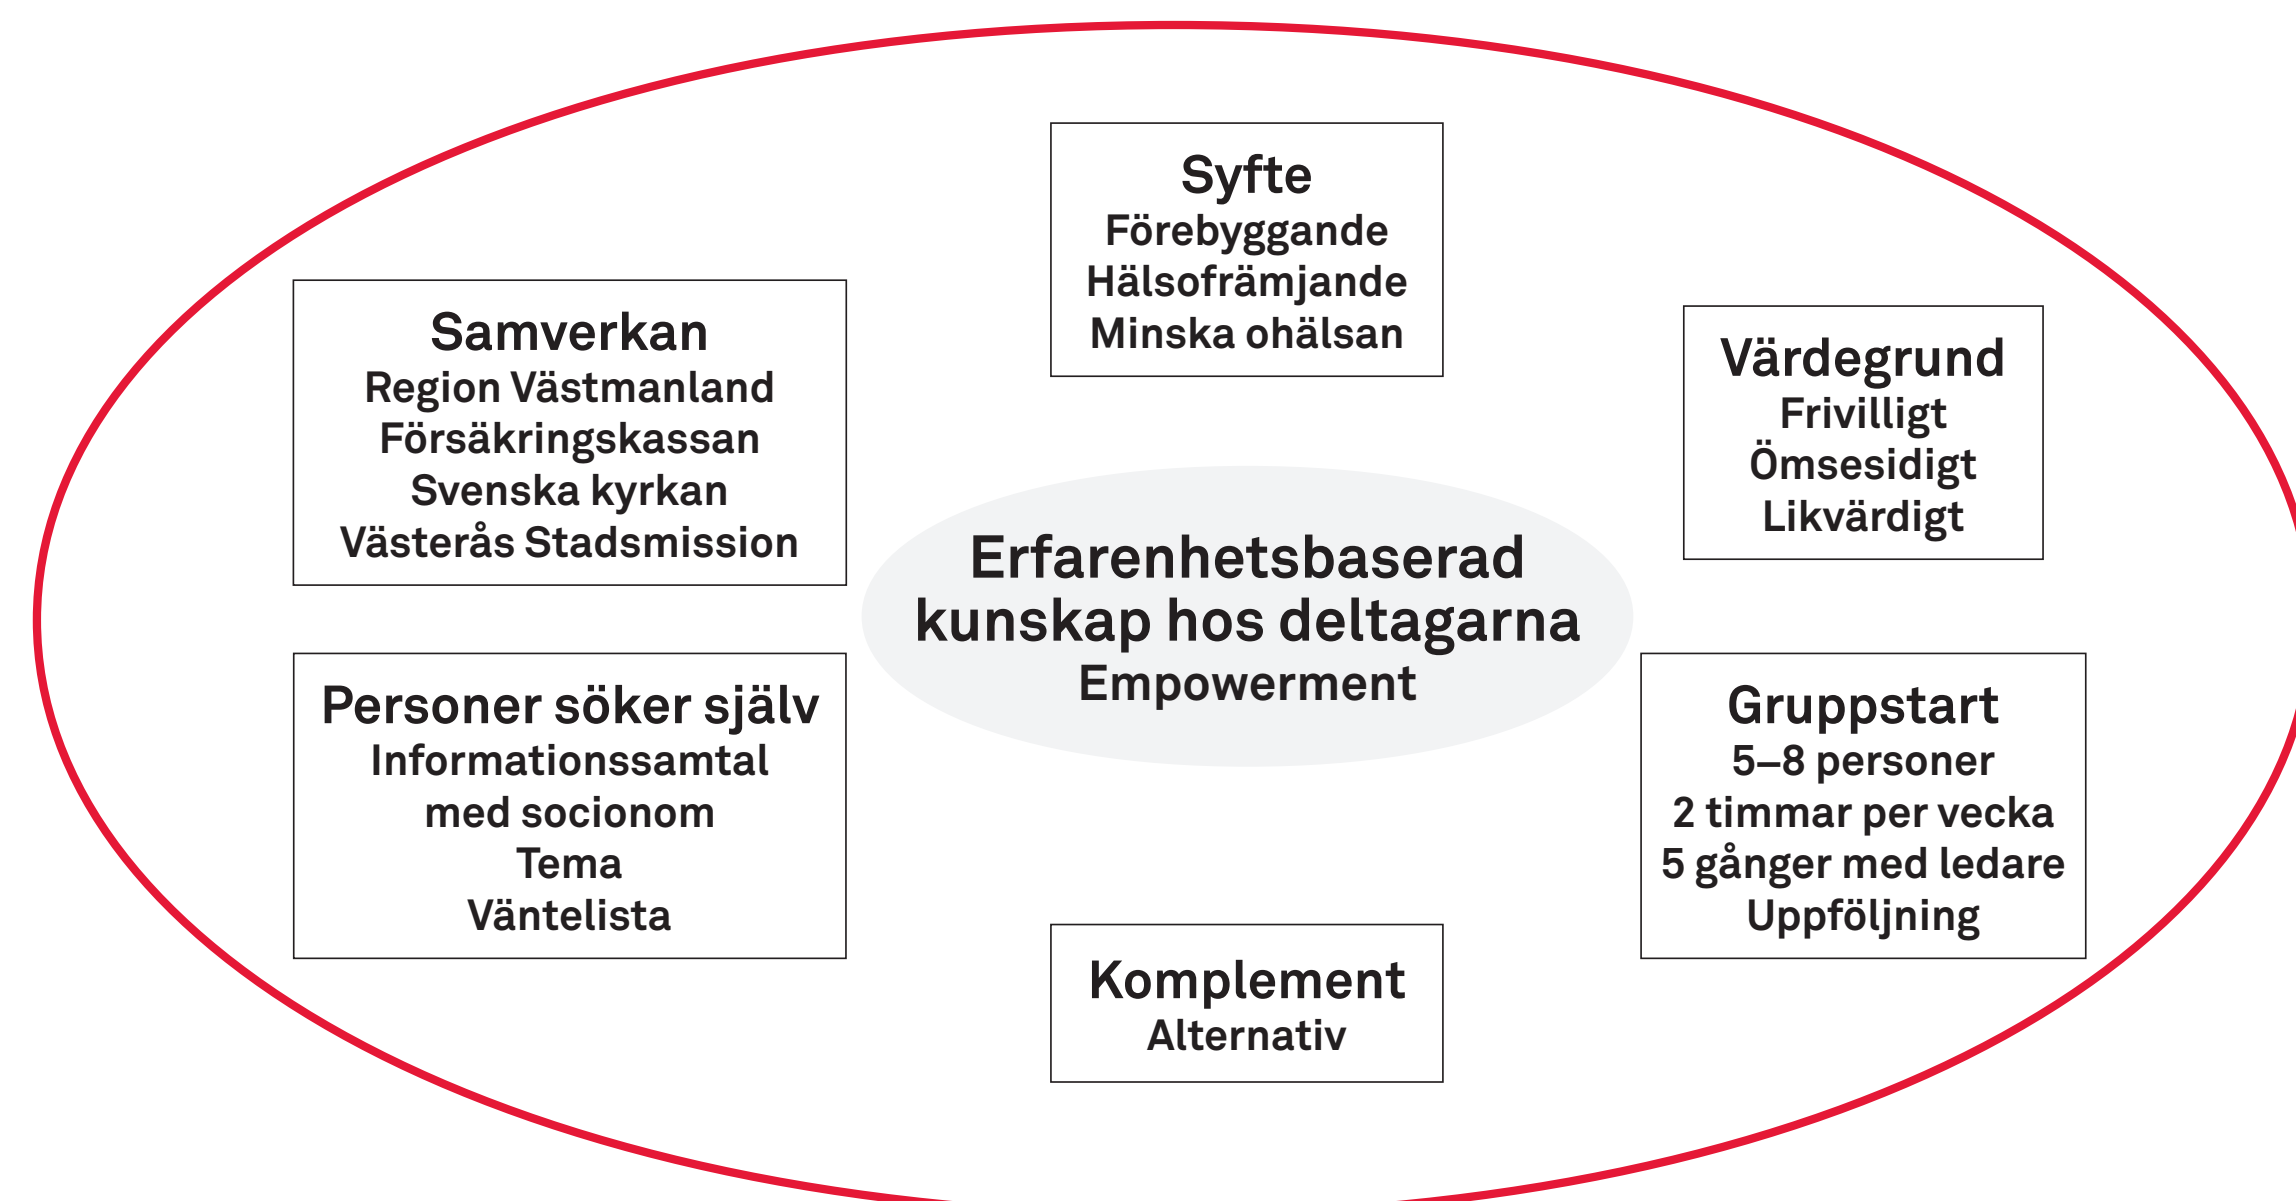 Syfte
Förebyggande
Hälsofrämjande
Minska ohälsan
Samverkan
Region Västmanland
Försäkringskassan
Svenska kyrkan
Västerås Stadsmission
Värdegrund
Frivilligt
Ömsesidigt
Likvärdigt
Erfarenhetsbaserad
kunskap hos deltagarna
Empowerment
Personer söker själv
Informationssamtal
med socionom
Tema
Väntelista
Gruppstart
5–8 personer
2 timmar per vecka
5 gånger med ledare
Uppföljning
Komplement
Alternativ